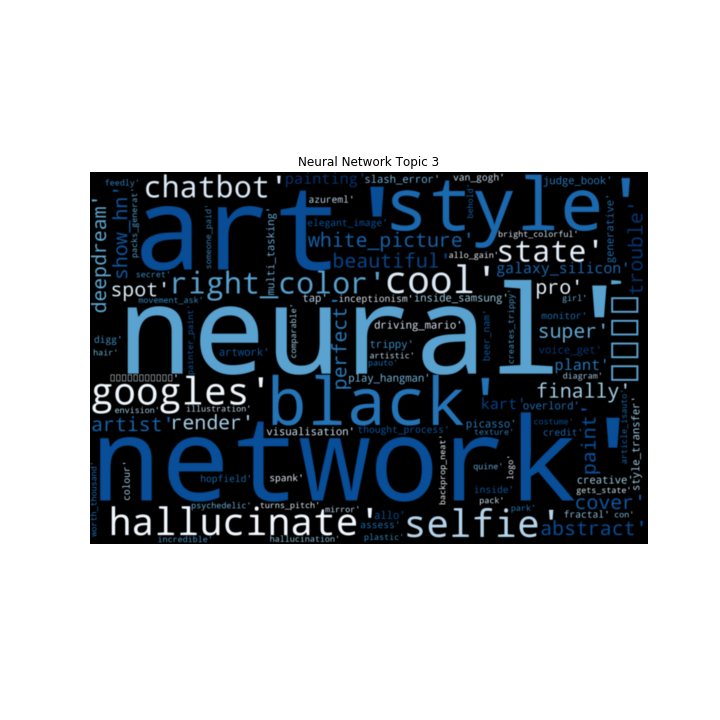 Neural Network Topic 3
feedly'
chatbot'
painting'
slash_error'
van_gogh'
judge_book'
art'
style'
azureml'
deepdream'
show_hn'
packs_generat'
someone_paid'
multi_tasking'
elegant_image'
behold'
bright_colorful'
generative'
trouble'
white_picture'
beautiful'
allo_gain'
state'
galaxy_silicon'
secret'
spot'
right_color'
cool'
pro'
girl'
movement_ask'
tap'
inceptionism'
inside_samsung'
creates_trippy'
neural'
monitor'
super'
driving_mario'
comparable'
perfect'
painter_paint'
digg'
hair'
artwork'
trippy'
artistic'
pauto'
beer_nam'
voice_get'
plant'
diagram'
googles'
play_hangman'
black'
finally'
envision'
illustration'
kart'
overlord'
artist'
render'
visualisation'
thought_process'
picasso'
texture'
costume'
credit'
paint'
article_isauto'
style_transfer'
network'
worth_thousand'
colour'
hopfield'
spank'
backprop_neat'
quine'
logo'
inside'
pack'
creative'
gets_state'
psychedelic'
turns_pitch'
mirror'
allo'
park'
cover'
fractal'
con'
hallucinate'
assess'
selfie'
abstract'
incredible'
hallucination'
plastic'